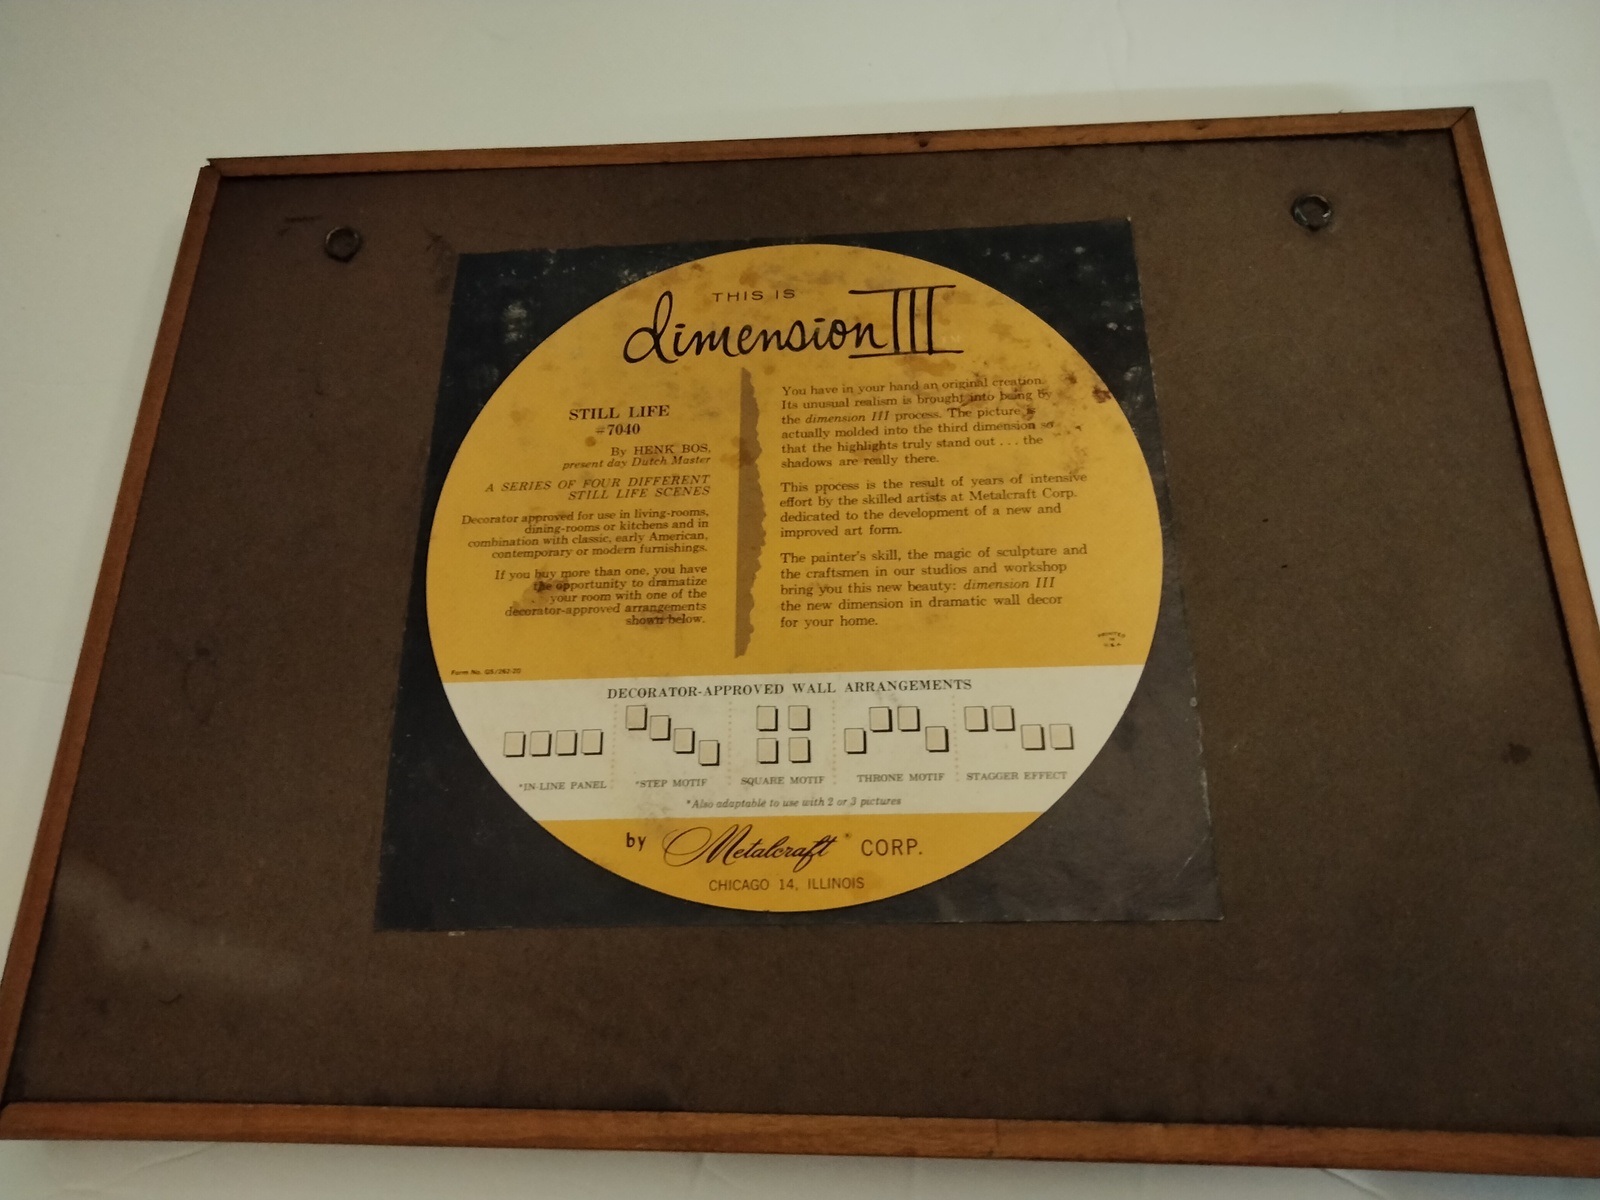 THIS IS
dimension III
STILL LIFE
#7040
By HENK BOS,
present day Dutch Master
A SERIES OF FOUR DIFFERENT
STILL LIFE SCENES
Decorator approved for use in living-rooms,
dining-rooms or kitchens and in
combination with classic, early American,
contemporary or modern furnishings.
If you buy more than one, you have
the opportunity to dramatize
your room with one of the
decorator-approved arrangements
shown below.
You have in your hand an original creation.
Its unusual realism is brought into being by
the dimension III process. The picture is
actually molded into the third dimension so
that the highlights truly stand out . . . the
shadows are really there.
This process is the result of years of intensive
effort by the skilled artists at Metalcraft Corp.
dedicated to the development of a new and
improved art form.
The painter's skill, the magic of sculpture and
the craftsmen in our studios and workshop
bring you this new beauty: dimension III
the new dimension in dramatic wall decor
for your home.
PRINTED
IN
U.S.A.
Form No. GS/262-20
DECORATOR-APPROVED WALL ARRANGEMENTS
*IN-LINE PANEL
*STEP MOTIF
SQUARE MOTIF
THRONE MOTIF
STAGGER EFFECT
*Also adaptable to use with 2 or 3 pictures
by Metalcraft CORP.
CHICAGO 14, ILLINOIS